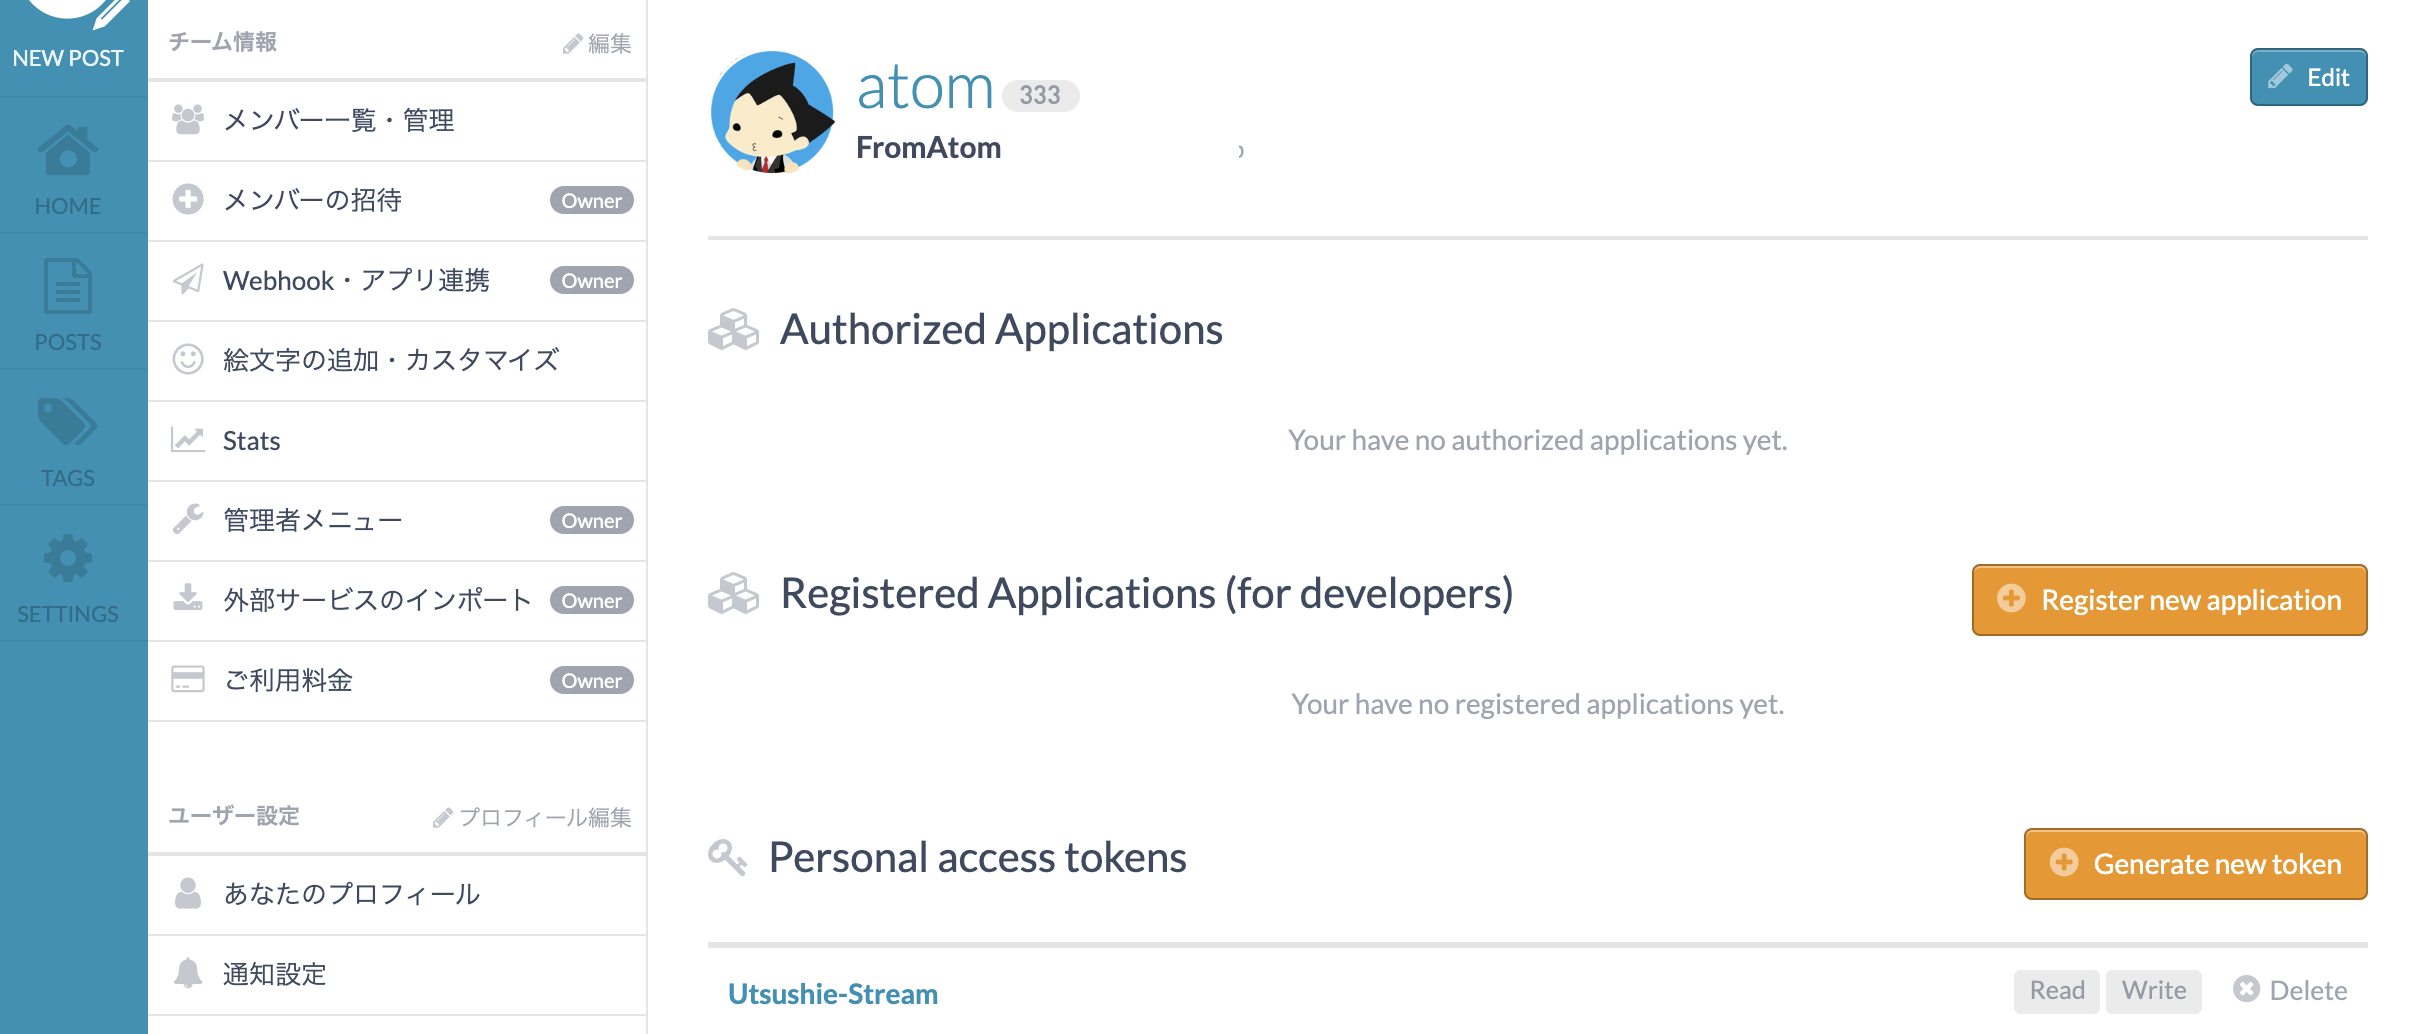 NEW POST
HOME
POSTS
TAGS
SETTINGS
チーム情報
編集
メンバー一覧・管理
メンバーの招待 Owner
Webhook・アプリ連携 Owner
絵文字の追加・カスタマイズ
Stats
管理者メニュー Owner
外部サービスのインポート Owner
ご利用料金 Owner
ユーザー設定
プロフィール編集
あなたのプロフィール
通知設定
atom 333
FromAtom
Edit
Authorized Applications
Your have no authorized applications yet.
Registered Applications (for developers)
Register new application
Your have no registered applications yet.
Personal access tokens
Generate new token
Utsushie-Stream
Read Write Delete